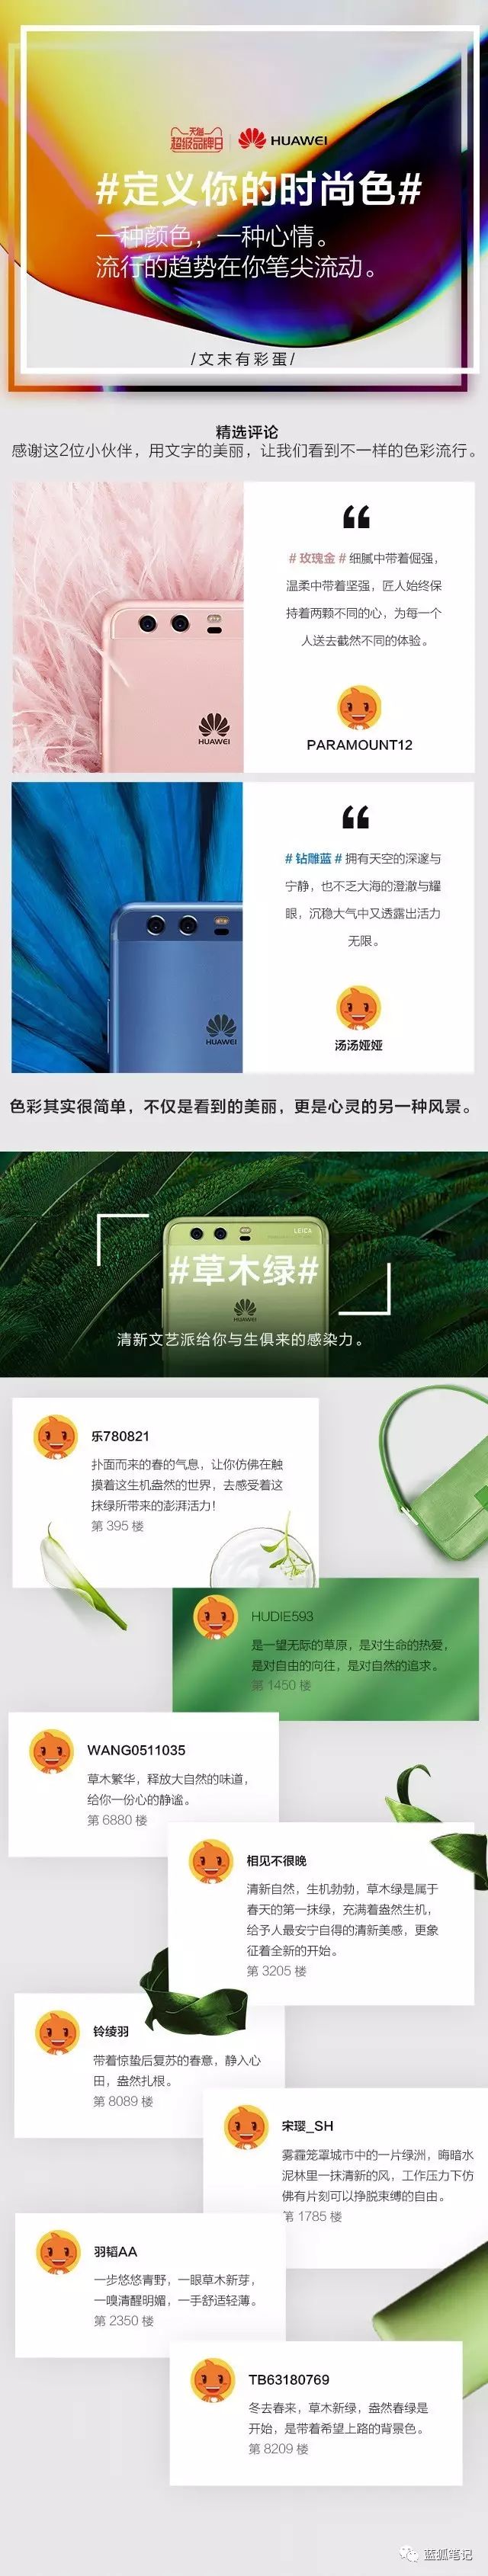 天猫
超级品牌日
HUAWEI
#定义你的时尚色#
一种颜色，一种心情。
流行的趋势在你笔尖流动。
/文末有彩蛋/
精选评论
感谢这2位小伙伴，用文字的美丽，让我们看到不一样的色彩流行。
# 玫瑰金 # 细腻中带着倔强，
温柔中带着坚强，匠人始终保
持着两颗不同的心，为每一个
人送去截然不同的体验。
HUAWEI
PARAMOUNT12
# 钻雕蓝 # 拥有天空的深邃与
宁静，也不乏大海的澄澈与耀
眼，沉稳大气中又透露出活力
无限。
HUAWEI
汤汤娅娅
色彩其实很简单，不仅是看到的美丽，更是心灵的另一种风景。
LEICA
#草木绿#
HUAWEI
清新文艺派给你与生俱来的感染力。
乐780821
扑面而来的春的气息，让你仿佛在触
摸着这生机盎然的世界，去感受着这
抹绿所带来的澎湃活力！
第 395 楼
HUDIE593
是一望无际的草原，是对生命的热爱，
是对自由的向往，是对自然的追求。
第 1450 楼
WANG0511035
草木繁华，释放大自然的味道，
给你一份心的静谧。
第 6880 楼
相见不很晚
清新自然，生机勃勃，草木绿是属于
春天的第一抹绿，充满着盎然生机，
给予人最安宁自得的清新美感，更象
征着全新的开始。
第 3205 楼
铃绫羽
带着惊蛰后复苏的春意，静入心
田，盎然扎根。
第 8089 楼
宋璎_SH
雾霾笼罩城市中的一片绿洲，晦暗水
泥林里一抹清新的风，工作压力下仿
佛有片刻可以挣脱束缚的自由。
第 1785 楼
羽韬AA
一步悠悠青野，一眼草木新芽，
一嗅清醒明媚，一手舒适轻薄。
第 2350 楼
TB63180769
冬去春来，草木新绿，盎然春绿是
开始，是带着希望上路的背景色。
第 8209 楼
蓝狐笔记